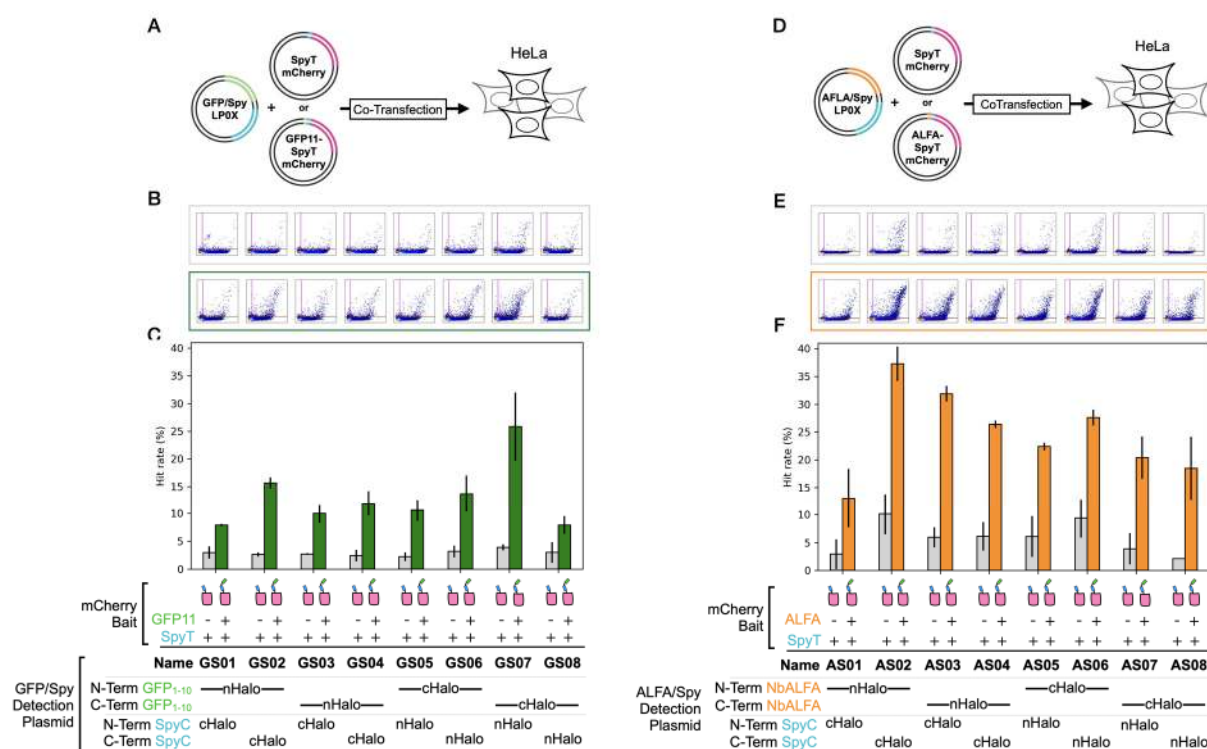 A
SpyT
mCherry
GFP/Spy
LP0X
+
or
GFP11-
SpyT
mCherry
Co-Transfection
HeLa
B
C
Hit rate (%)
40
35
30
25
20
15
10
5
0
mCherry
Bait
GFP11 - + - + - + - + - + - + - + - +
SpyT + + + + + + + + + + + + + + + +
Name GS01 GS02 GS03 GS04 GS05 GS06 GS07 GS08
GFP/Spy
Detection
Plasmid
N-Term GFP1-10 nHalo cHalo
C-Term GFP1-10 nHalo cHalo
N-Term SpyC cHalo cHalo nHalo nHalo
C-Term SpyC cHalo cHalo nHalo nHalo
D
SpyT
mCherry
AFLA/Spy
LP0X
+
or
ALFA-
SpyT
mCherry
CoTransfection
HeLa
E
F
Hit rate (%)
40
35
30
25
20
15
10
5
0
mCherry
Bait
ALFA - + - + - + - + - + - + - + - +
SpyT + + + + + + + + + + + + + + + +
Name AS01 AS02 AS03 AS04 AS05 AS06 AS07 AS08
ALFA/Spy
Detection
Plasmid
N-Term NbALFA nHalo cHalo
C-Term NbALFA nHalo cHalo
N-Term SpyC cHalo cHalo nHalo nHalo
C-Term SpyC cHalo cHalo nHalo nHalo